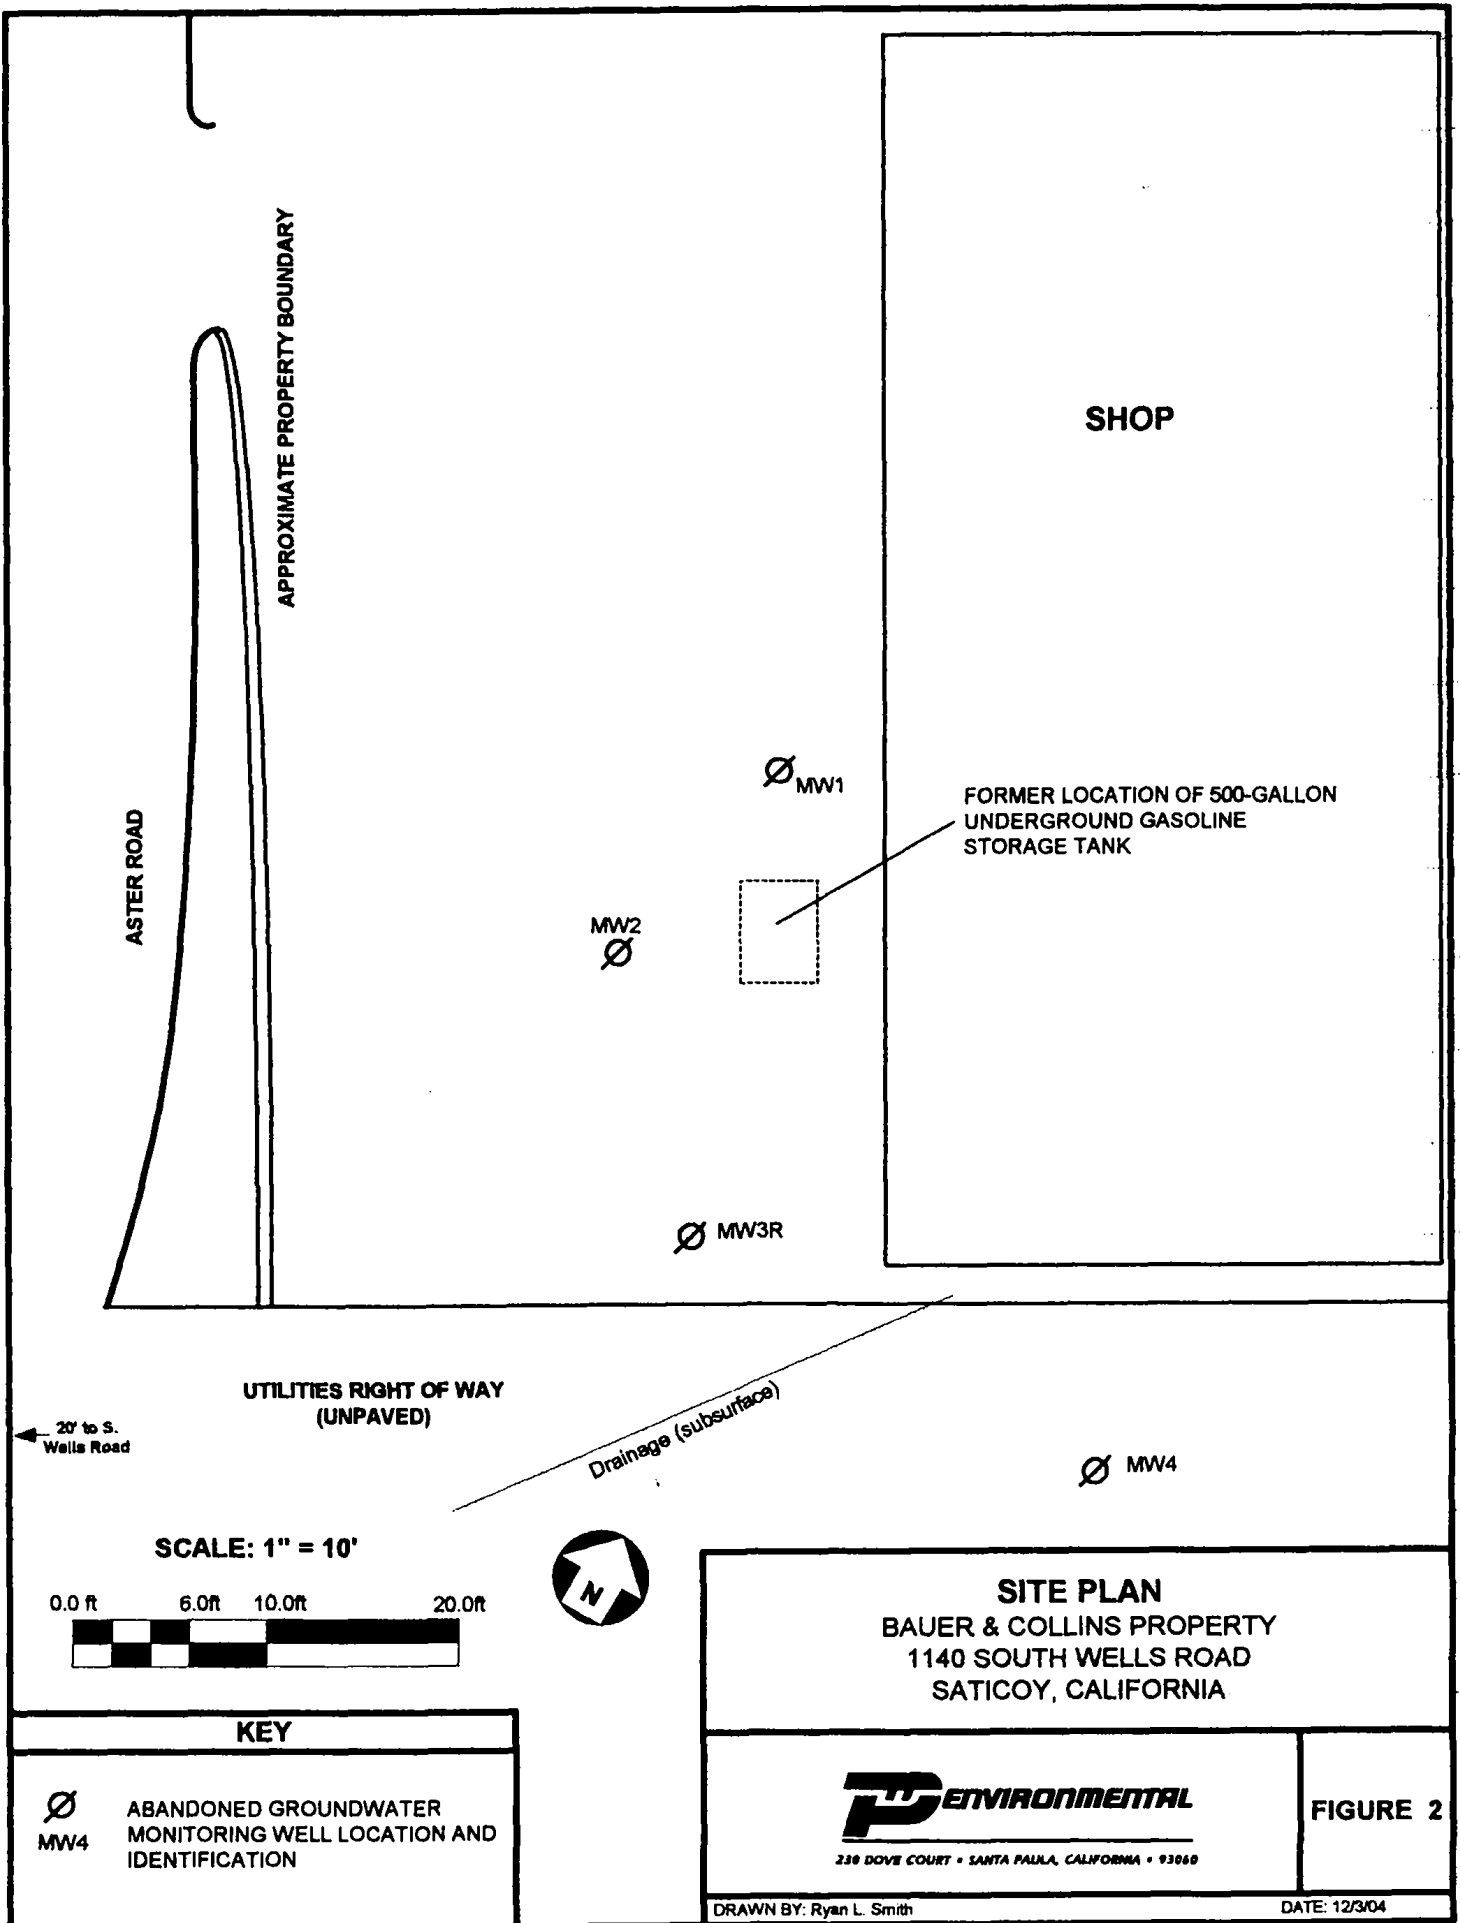 APPROXIMATE PROPERTY BOUNDARY
SHOP
MW1
FORMER LOCATION OF 500-GALLON
UNDERGROUND GASOLINE
STORAGE TANK
ASTER ROAD
MW2
MW3R
UTILITIES RIGHT OF WAY
(UNPAVED)
20' to S.
Wells Road
Drainage (subsurface)
MW4
SCALE: 1" = 10'
0.0 ft 6.0ft 10.0ft 20.0ft
N
SITE PLAN
BAUER & COLLINS PROPERTY
1140 SOUTH WELLS ROAD
SATICOY, CALIFORNIA
KEY
MW4
ABANDONED GROUNDWATER
MONITORING WELL LOCATION AND
IDENTIFICATION
ENVIRONMENTAL
230 DOVE COURT • SANTA PAULA, CALIFORNIA • 93060
FIGURE 2
DRAWN BY: Ryan L. Smith
DATE: 12/3/04